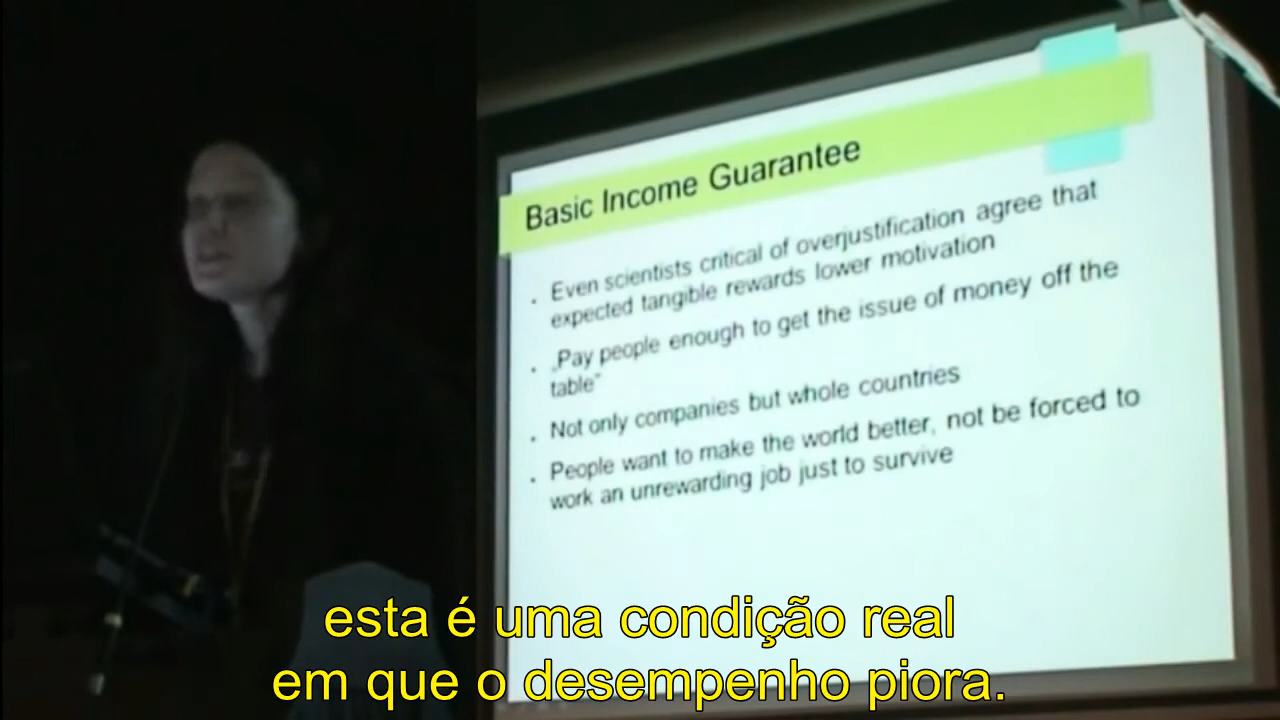 Basic Income Guarantee
. Even scientists critical of overjustification agree that
expected tangible rewards lower motivation
. „Pay people enough to get the issue of money off the
table“
. Not only companies but whole countries
. People want to make the world better, not be forced to
work an unrewarding job just to survive
esta é uma condição real
em que o desempenho piora.